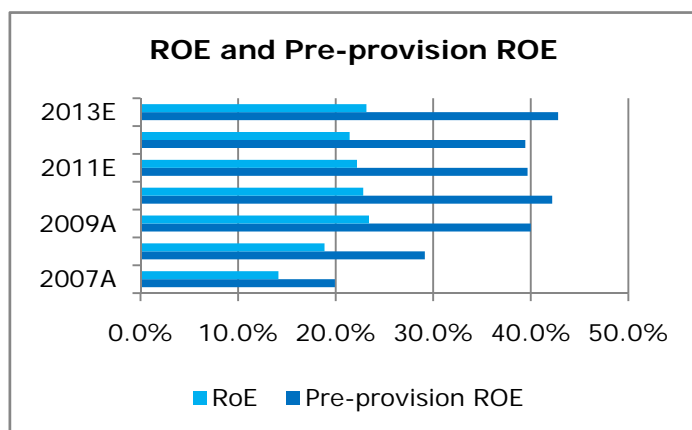 ROE and Pre-provision ROE
2013E
2011E
2009A
2007A
0.0% 10.0% 20.0% 30.0% 40.0% 50.0%
RoE Pre-provision ROE